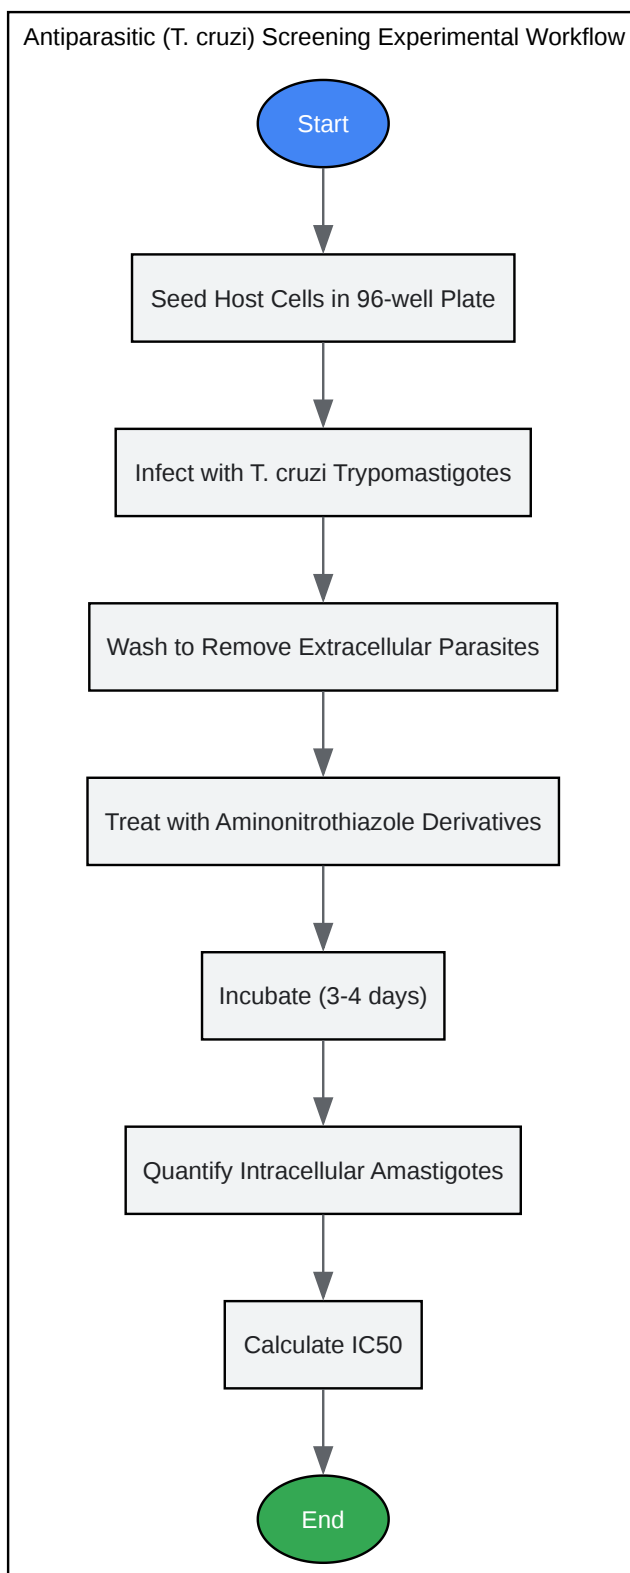 Antiparasitic (T. cruzi) Screening Experimental Workflow
Start
Seed Host Cells in 96-well Plate
Infect with T. cruzi Trypomastigotes
Wash to Remove Extracellular Parasites
Treat with Aminonitrothiazole Derivatives
Incubate (3-4 days)
Quantify Intracellular Amastigotes
Calculate IC50
End